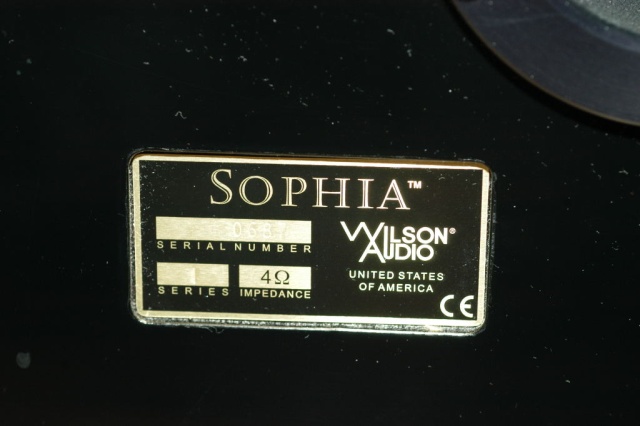 SOPHIA™
SERIAL NUMBER
WILSON®
AUDIO
1
4Ω
SERIES
IMPEDANCE
UNITED STATES
OF AMERICA
CE